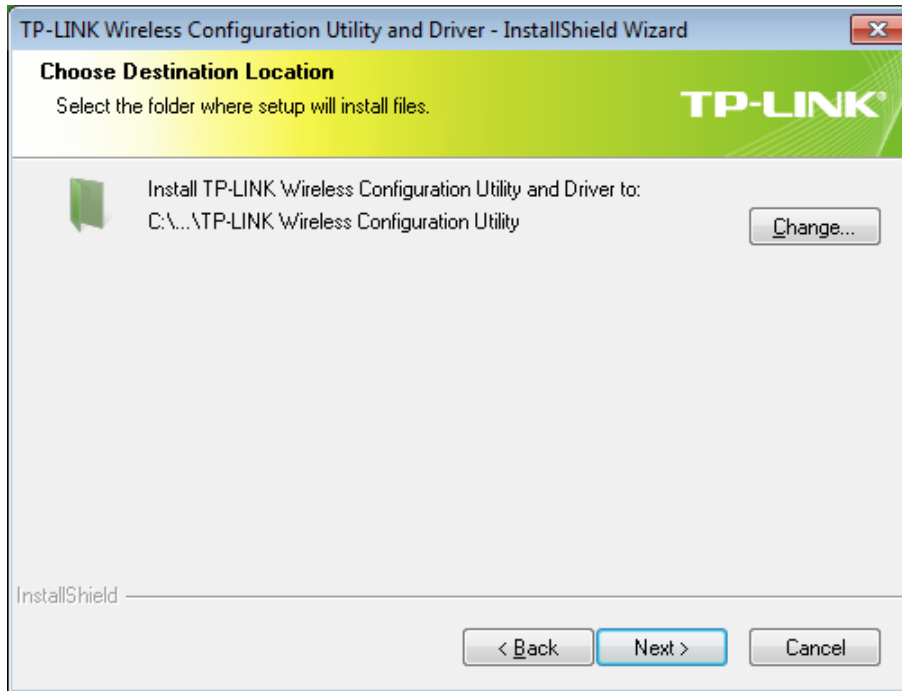 TP-LINK Wireless Configuration Utility and Driver - InstallShield Wizard
Choose Destination Location
Select the folder where setup will install files.
TP-LINK®
Install TP-LINK Wireless Configuration Utility and Driver to:
C:\...\TP-LINK Wireless Configuration Utility
Change...
InstallShield
< Back
Next >
Cancel